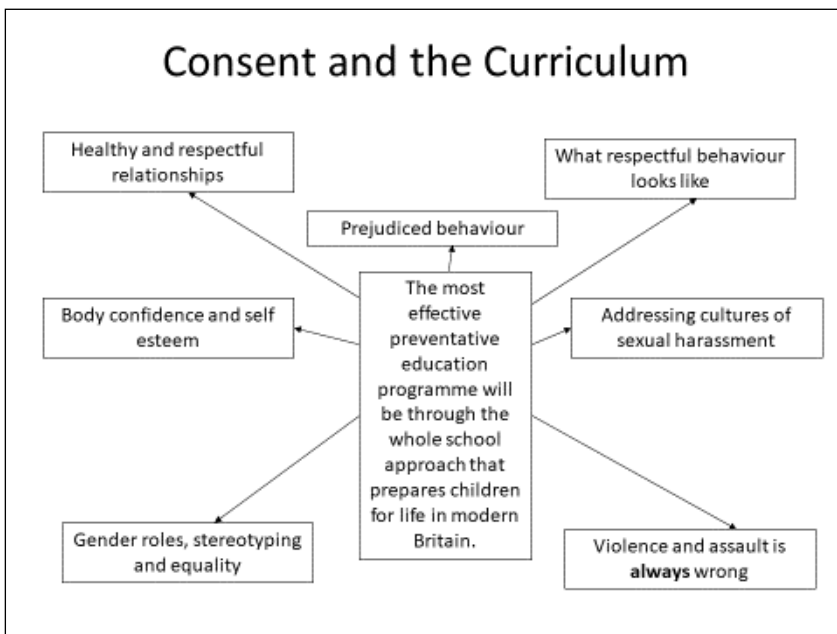 Consent and the Curriculum
Healthy and respectful
relationships
What respectful behaviour
looks like
Prejudiced behaviour
The most
effective
preventative
education
programme will
be through the
whole school
approach that
prepares children
for life in modern
Britain.
Body confidence and self
esteem
Addressing cultures of
sexual harassment
Gender roles, stereotyping
and equality
Violence and assault is
always wrong